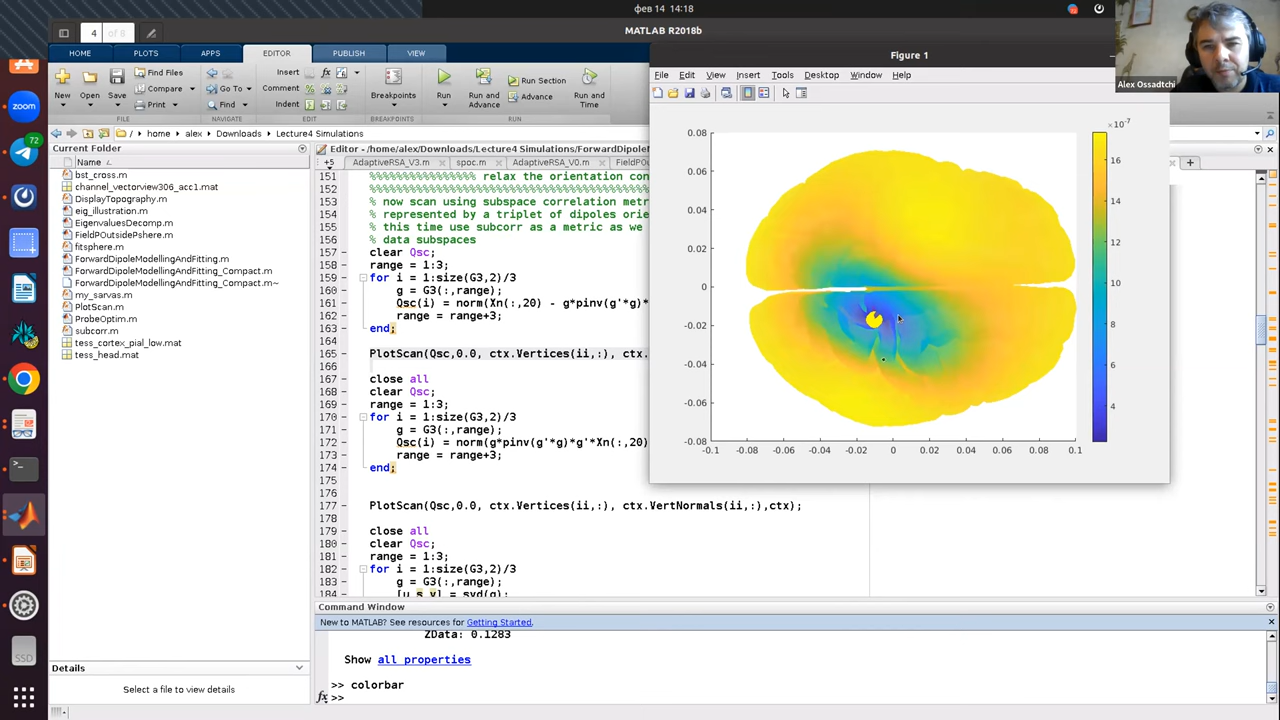 фев 14 14:18
4 of 8
MATLAB R2018b
HOME PLOTS APPS EDITOR PUBLISH VIEW
New Open Save Find Files Compare Print Go To Find Insert Comment Indent Breakpoints Run Run and Advance Run Section Advance Run and Time
FILE NAVIGATE EDIT BREAKPOINTS RUN
/ home alex Downloads Lecture4 Simulations
Current Folder
Name
bst_cross.m
channel_vectorview306_acc1.mat
DisplayTopography.m
eig_illustration.m
EigenvaluesDecomp.m
FieldPOutsidePshere.m
fitsphere.m
ForwardDipoleModellingAndFitting.m
ForwardDipoleModellingAndFitting_Compact.m
ForwardDipoleModellingAndFitting_Compact.m~
my_sarvas.m
PlotScan.m
ProbeOptim.m
subcorr.m
tess_cortex_pial_low.mat
tess_head.mat
Details
Select a file to view details
zoom
72
SSD
Editor - /home/alex/Downloads/Lecture4 Simulations/ForwardDipole
+5 AdaptiveRSA_V3.m spoc.m AdaptiveRSA_V0.m FieldPO
151 %%%%%%%%%%%%%%%% relax the orientation con
152 %%%%%%%%%%%%%%%%%%%%%%%%%%%%%%%%%%%%%%%%%%
153 % now scan using subspace correlation metr
154 % represented by a triplet of dipoles orie
155 % this time use subcorr as a metric as we
156 % data subspaces
157 clear Qsc;
158 range = 1:3;
159 for i = 1:size(G3,2)/3
160 g = G3(:,range);
161 Qsc(i) = norm(Xn(:,20) - g*pinv(g'*g)*
162 range = range+3;
163 end;
164
165 PlotScan(Qsc,0.0, ctx.Vertices(ii,:), ct
166
167 close all
168 clear Qsc;
169 range = 1:3;
170 for i = 1:size(G3,2)/3
171 g = G3(:,range);
172 Qsc(i) = norm(g*pinv(g'*g)*g'*Xn(:,20)
173 range = range+3;
174 end;
175
176
177 PlotScan(Qsc,0.0, ctx.Vertices(ii,:), ctx.VertNormals(ii,:),ctx);
178
179 close all
180 clear Qsc;
181 range = 1:3;
182 for i = 1:size(G3,2)/3
183 g = G3(:,range);
184 [u s v] = svd(g);
Command Window
New to MATLAB? See resources for Getting Started.
ZData: 0.1283
Show all properties
>> colorbar
fx >>
Figure 1
File Edit View Insert Tools Desktop Window Help
0.08
0.06
0.04
0.02
0
-0.02
-0.04
-0.06
-0.08
-0.1 -0.08 -0.06 -0.04 -0.02 0 0.02 0.04 0.06 0.08 0.1
×10⁻⁷
16
14
12
10
8
6
4
Alex Ossadtchi